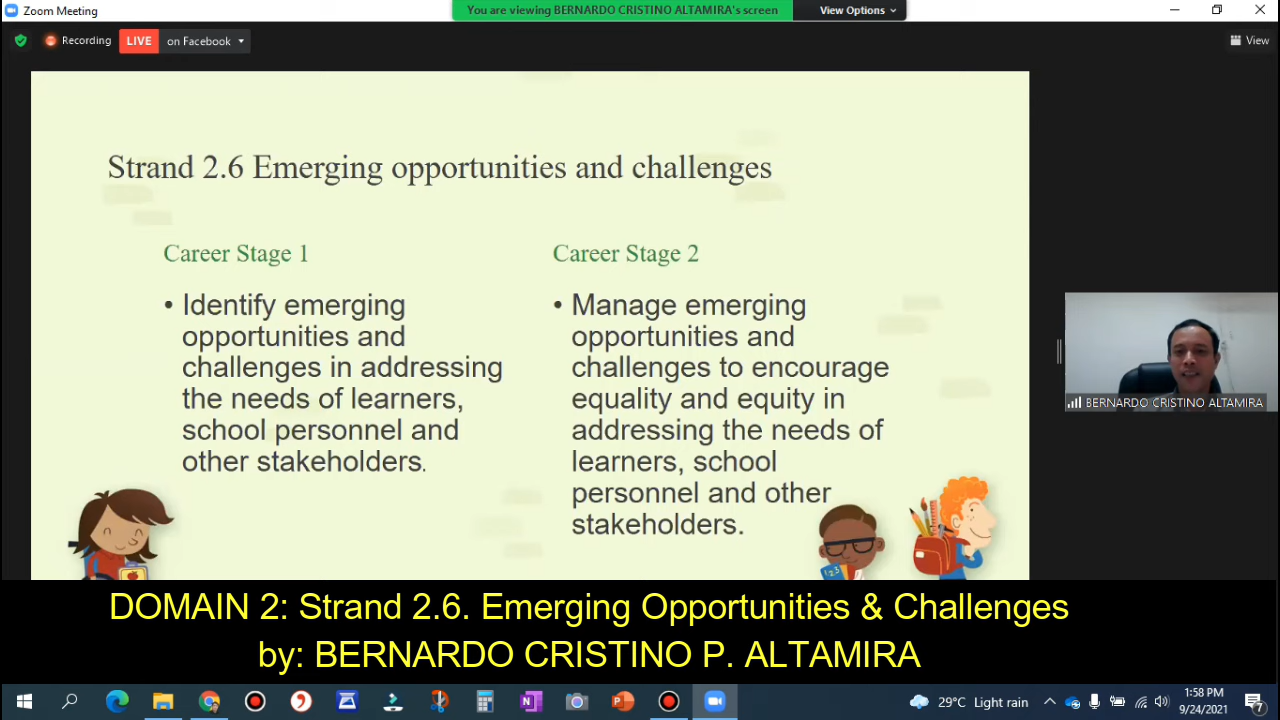 Zoom Meeting
You are viewing BERNARDO CRISTINO ALTAMIRA's screen
View Options
Recording
LIVE
on Facebook
View
Strand 2.6 Emerging opportunities and challenges
Career Stage 1
• Identify emerging
opportunities and
challenges in addressing
the needs of learners,
school personnel and
other stakeholders.
Career Stage 2
• Manage emerging
opportunities and
challenges to encourage
equality and equity in
addressing the needs of
learners, school
personnel and other
stakeholders.
1 2 3
BERNARDO CRISTINO ALTAMIRA
DOMAIN 2: Strand 2.6. Emerging Opportunities & Challenges
by: BERNARDO CRISTINO P. ALTAMIRA
29°C Light rain
1:58 PM
9/24/2021
7